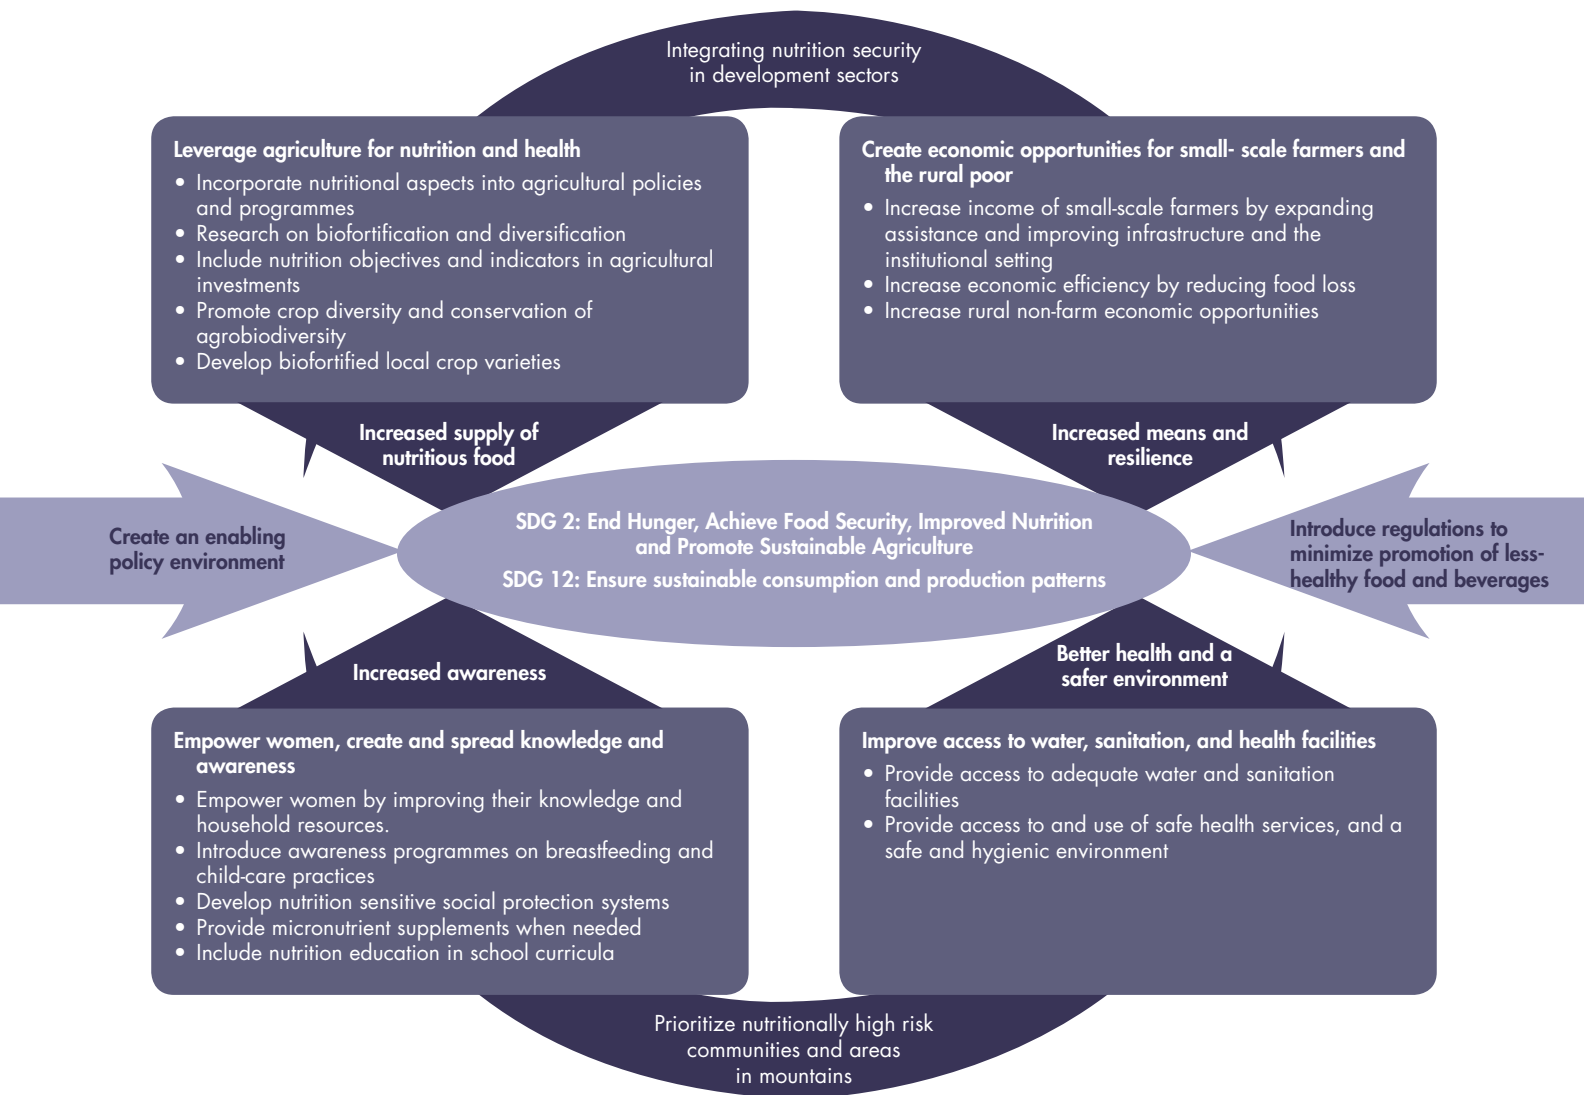 Integrating nutrition security
in development sectors
Leverage agriculture for nutrition and health
• Incorporate nutritional aspects into agricultural policies
and programmes
• Research on biofortification and diversification
• Include nutrition objectives and indicators in agricultural
investments
• Promote crop diversity and conservation of
agrobiodiversity
• Develop biofortified local crop varieties
Create economic opportunities for small- scale farmers and
the rural poor
• Increase income of small-scale farmers by expanding
assistance and improving infrastructure and the
institutional setting
• Increase economic efficiency by reducing food loss
• Increase rural non-farm economic opportunities
Increased supply of
nutritious food
Increased means and
resilience
Create an enabling
policy environment
SDG 2: End Hunger, Achieve Food Security, Improved Nutrition
and Promote Sustainable Agriculture
SDG 12: Ensure sustainable consumption and production patterns
Introduce regulations to
minimize promotion of less-
healthy food and beverages
Increased awareness
Better health and a
safer environment
Empower women, create and spread knowledge and
awareness
• Empower women by improving their knowledge and
household resources.
• Introduce awareness programmes on breastfeeding and
child-care practices
• Develop nutrition sensitive social protection systems
• Provide micronutrient supplements when needed
• Include nutrition education in school curricula
Improve access to water, sanitation, and health facilities
• Provide access to adequate water and sanitation
facilities
• Provide access to and use of safe health services, and a
safe and hygienic environment
Prioritize nutritionally high risk
communities and areas
in mountains